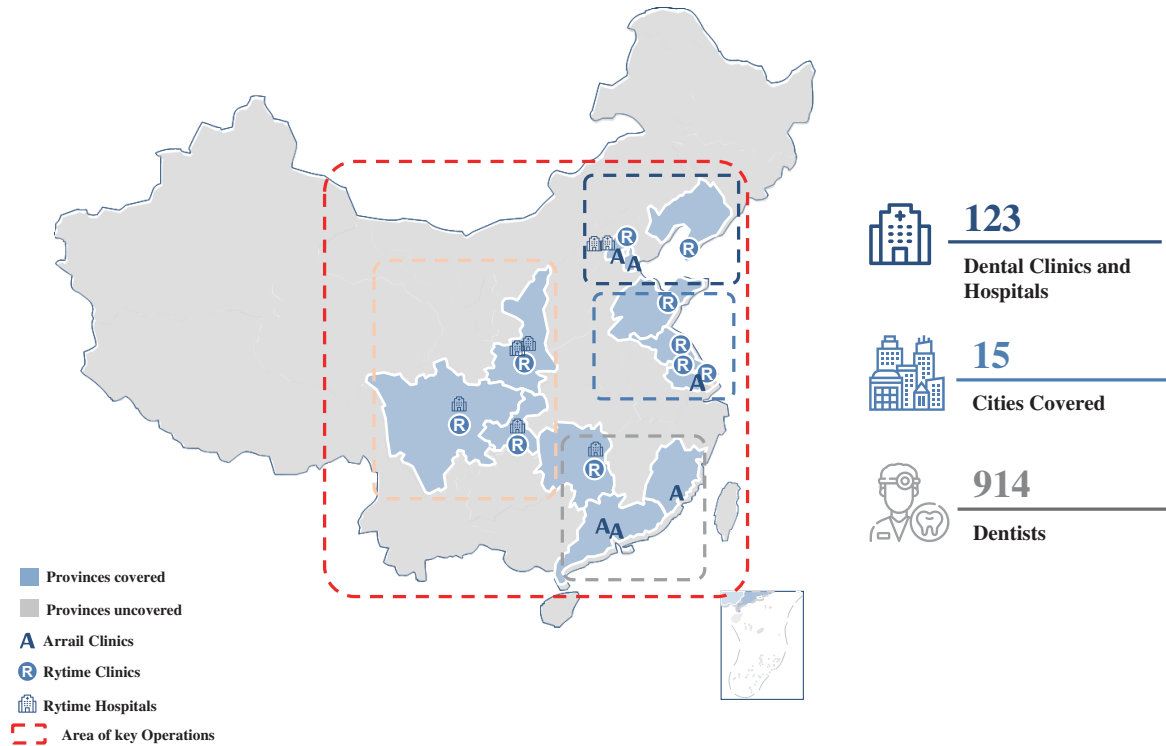 123
Dental Clinics and
Hospitals
15
Cities Covered
914
Dentists
R
R
A
A
R
R
R
R
R
A
R
R
R
R
A
A
A
Provinces covered
Provinces uncovered
A Arrail Clinics
R Rytime Clinics
Rytime Hospitals
Area of key Operations